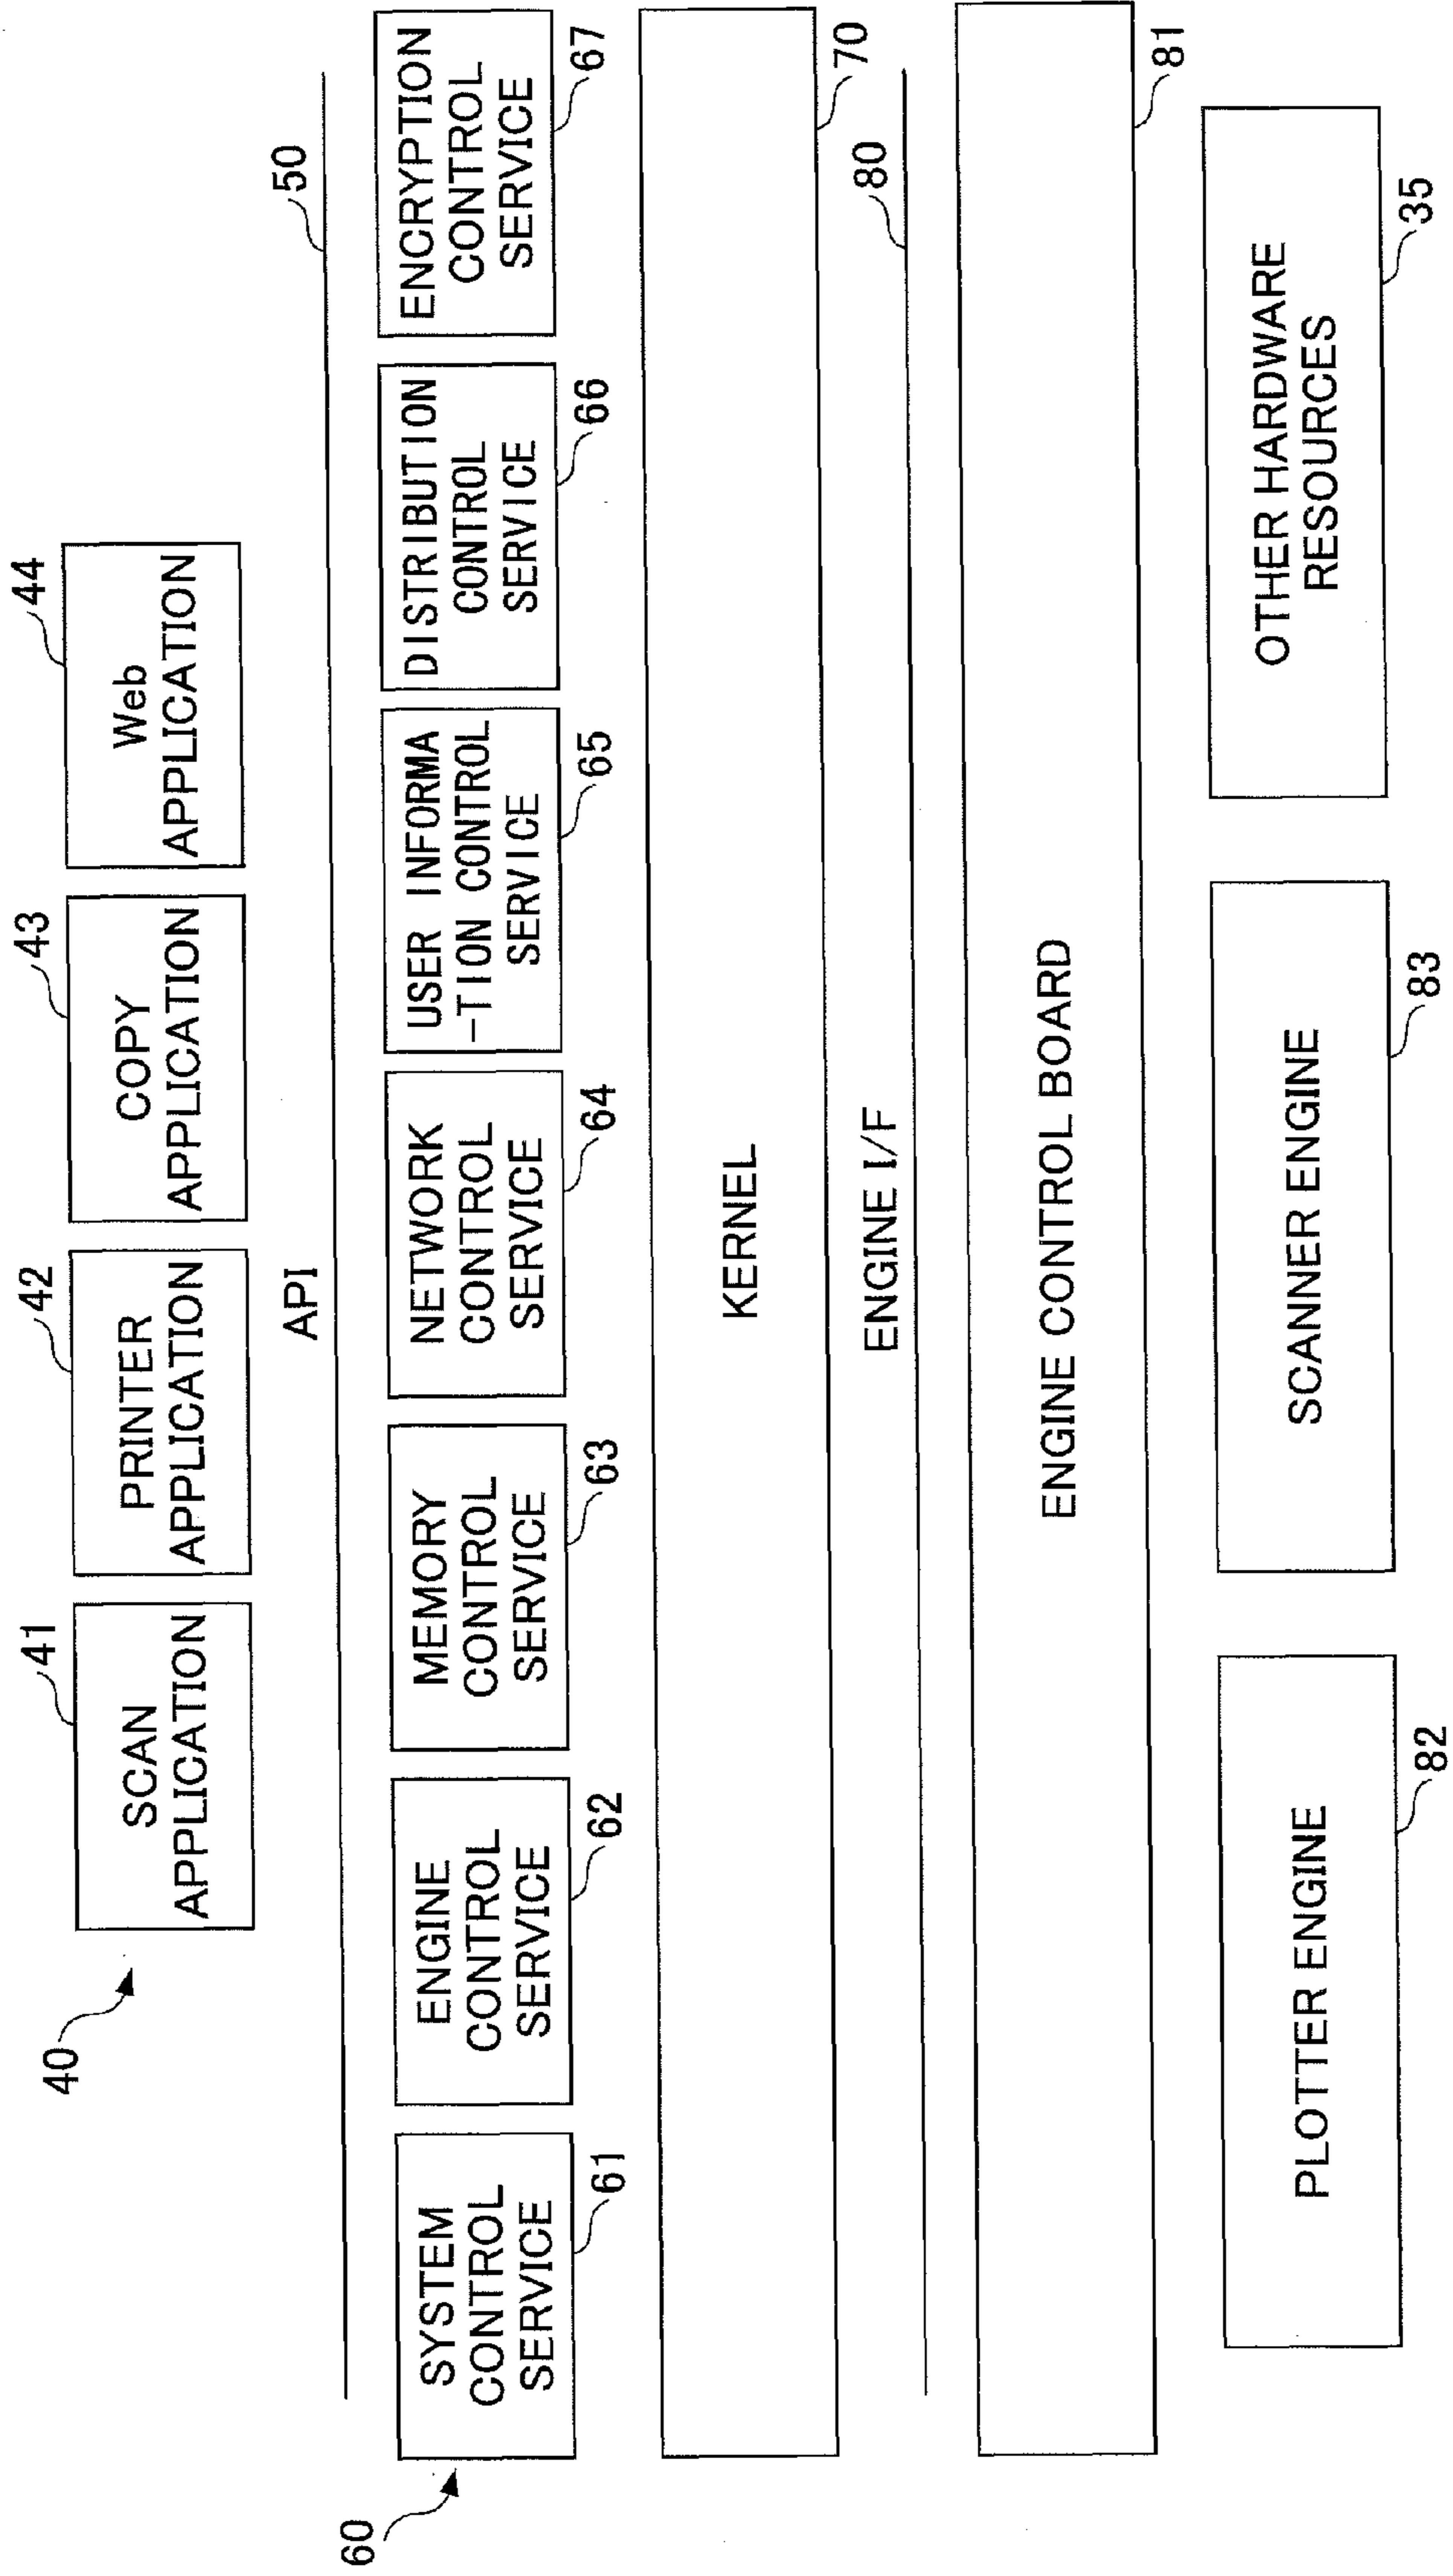 41
SCAN
APPLICATION
42
PRINTER
APPLICATION
43
COPY
APPLICATION
44
Web
APPLICATION
40
API
50
60
SYSTEM
CONTROL
SERVICE
61
ENGINE
CONTROL
SERVICE
62
MEMORY
CONTROL
SERVICE
63
NETWORK
CONTROL
SERVICE
64
USER INFORMA
-TION CONTROL
SERVICE
65
DISTRIBUTION
CONTROL
SERVICE
66
ENCRYPTION
CONTROL
SERVICE
67
KERNEL
70
ENGINE I/F
80
ENGINE CONTROL BOARD
81
PLOTTER ENGINE
82
SCANNER ENGINE
83
OTHER HARDWARE
RESOURCES
35